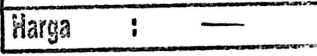 Harga : —